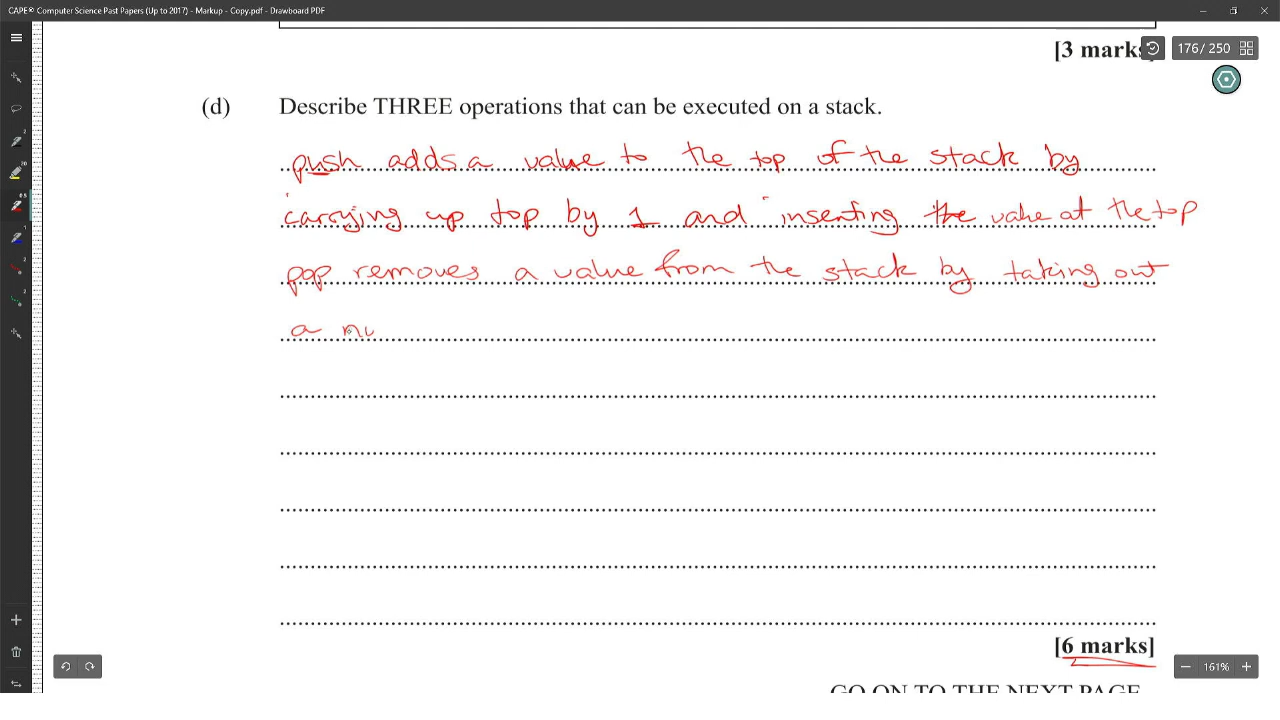 CAPE® Computer Science Past Papers (Up to 2017) - Markup - Copy.pdf - Drawboard PDF
[3 marks]
176/ 250
(d) Describe THREE operations that can be executed on a stack.
push adds a value to the top of the stack by
carrying up top by 1 and inserting the value at the top
pop removes a value from the stack by taking out
a
[6 marks]
161%
GO ON TO THE NEXT PAGE